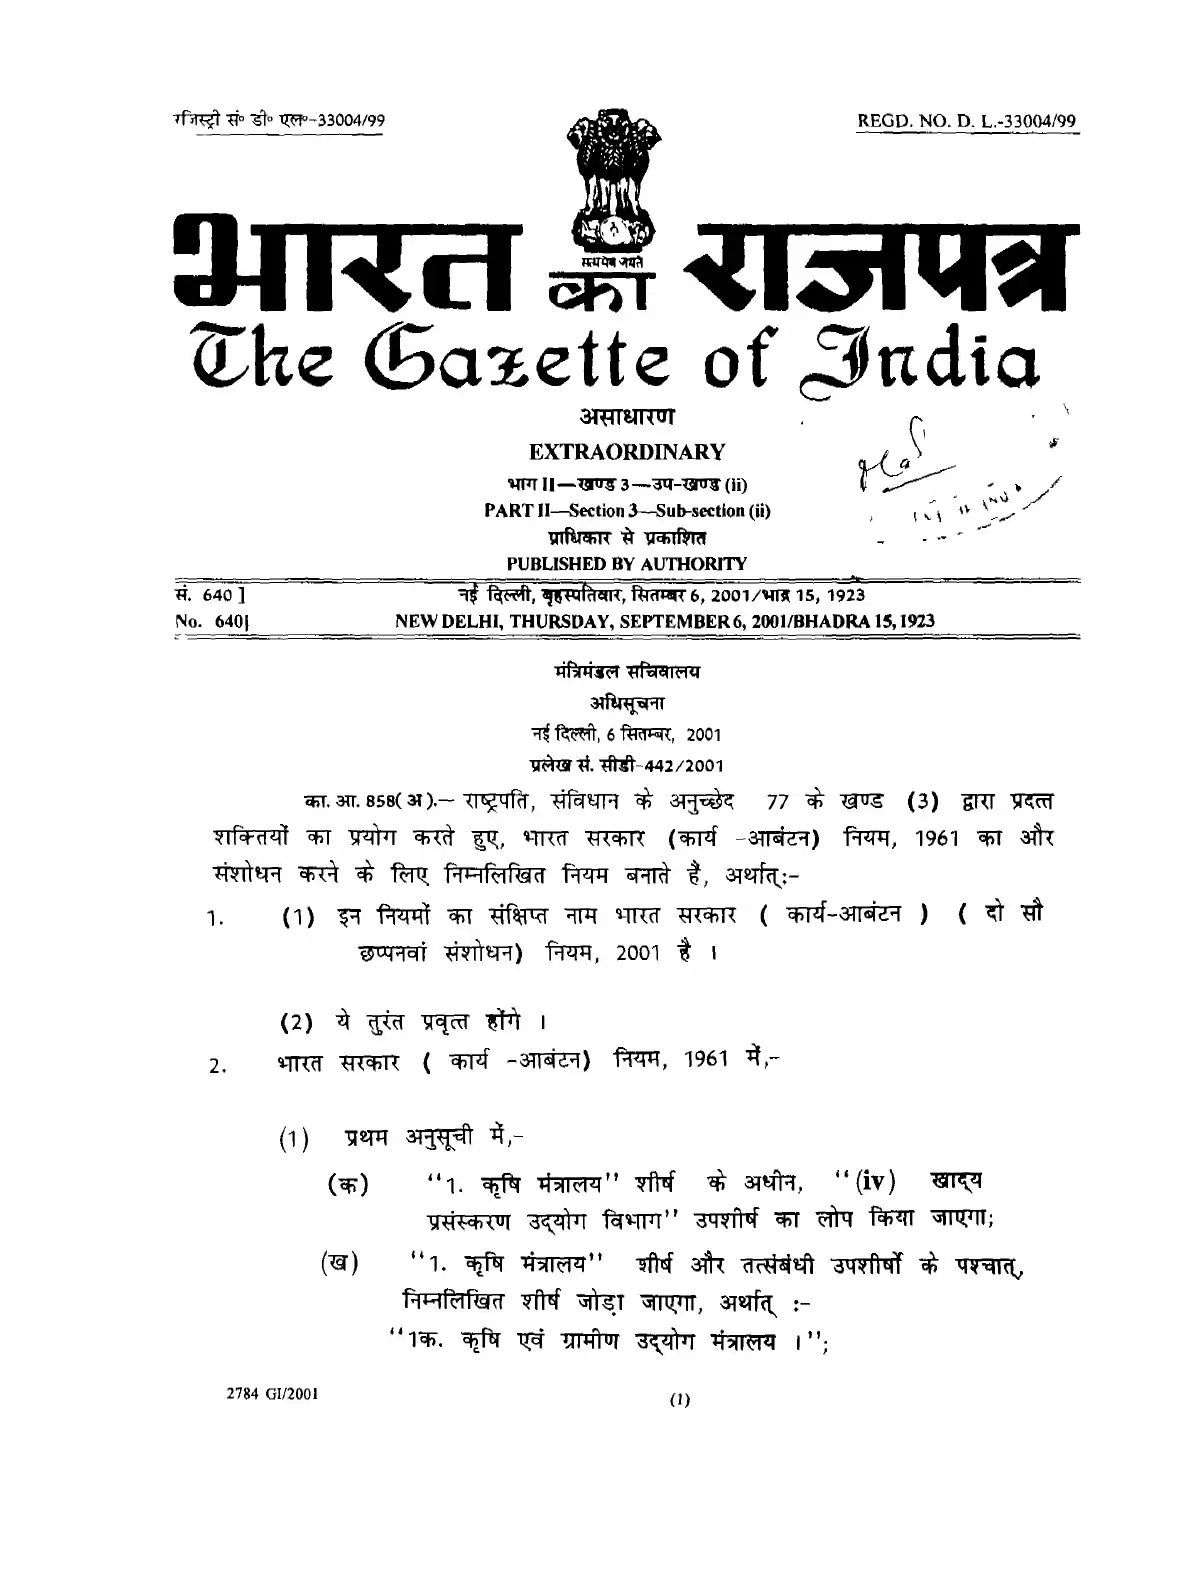 रजिस्ट्री सं० डी० एल०-33004/99
REGD. NO. D. L.-33004/99
सत्यमेव जयते
भारत का राजपत्र
The Gazette of India
असाधारण
EXTRAORDINARY
भाग II—खण्ड 3—उप-खण्ड (ii)
PART II—Section 3—Sub-section (ii)
प्राधिकार से प्रकाशित
PUBLISHED BY AUTHORITY
सं. 640 ] नई दिल्ली, बृहस्पतिवार, सितम्बर 6, 2001/भाद्र 15, 1923
No. 640] NEW DELHI, THURSDAY, SEPTEMBER 6, 2001/BHADRA 15, 1923
मंत्रिमंडल सचिवालय
अधिसूचना
नई दिल्ली, 6 सितम्बर, 2001
प्रलेख सं. सीडी-442/2001
का. आ. 858( अ ).— राष्ट्रपति, संविधान के अनुच्छेद 77 के खण्ड (3) द्वारा प्रदत्त
शक्तियों का प्रयोग करते हुए, भारत सरकार (कार्य -आबंटन) नियम, 1961 का और
संशोधन करने के लिए निम्नलिखित नियम बनाते हैं, अर्थात्:-
1. (1) इन नियमों का संक्षिप्त नाम भारत सरकार ( कार्य-आबंटन ) ( दो सौ
छप्पनवां संशोधन) नियम, 2001 है ।
(2) ये तुरंत प्रवृत्त होंगे ।
2. भारत सरकार ( कार्य -आबंटन) नियम, 1961 में,-
(1) प्रथम अनुसूची में,-
(क) ‘‘1. कृषि मंत्रालय’’ शीर्ष के अधीन, ‘‘(iv) खाद्य
प्रसंस्करण उद्योग विभाग’’ उपशीर्ष का लोप किया जाएगा;
(ख) ‘‘1. कृषि मंत्रालय’’ शीर्ष और तत्संबंधी उपशीर्षों के पश्चात्,
निम्नलिखित शीर्ष जोड़ा जाएगा, अर्थात् :-
‘‘1क. कृषि एवं ग्रामीण उद्योग मंत्रालय ।’’;
2784 GI/2001
(1)